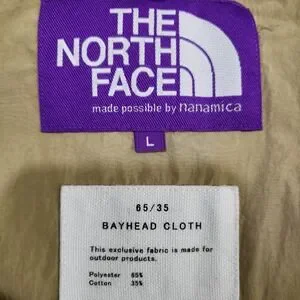 THE
NORTH
FACE
made possible by nanamica
L
65/35
BAYHEAD CLOTH
This exclusive fabric is made for
outdoor products.
Polyester 65%
Cotton 35%